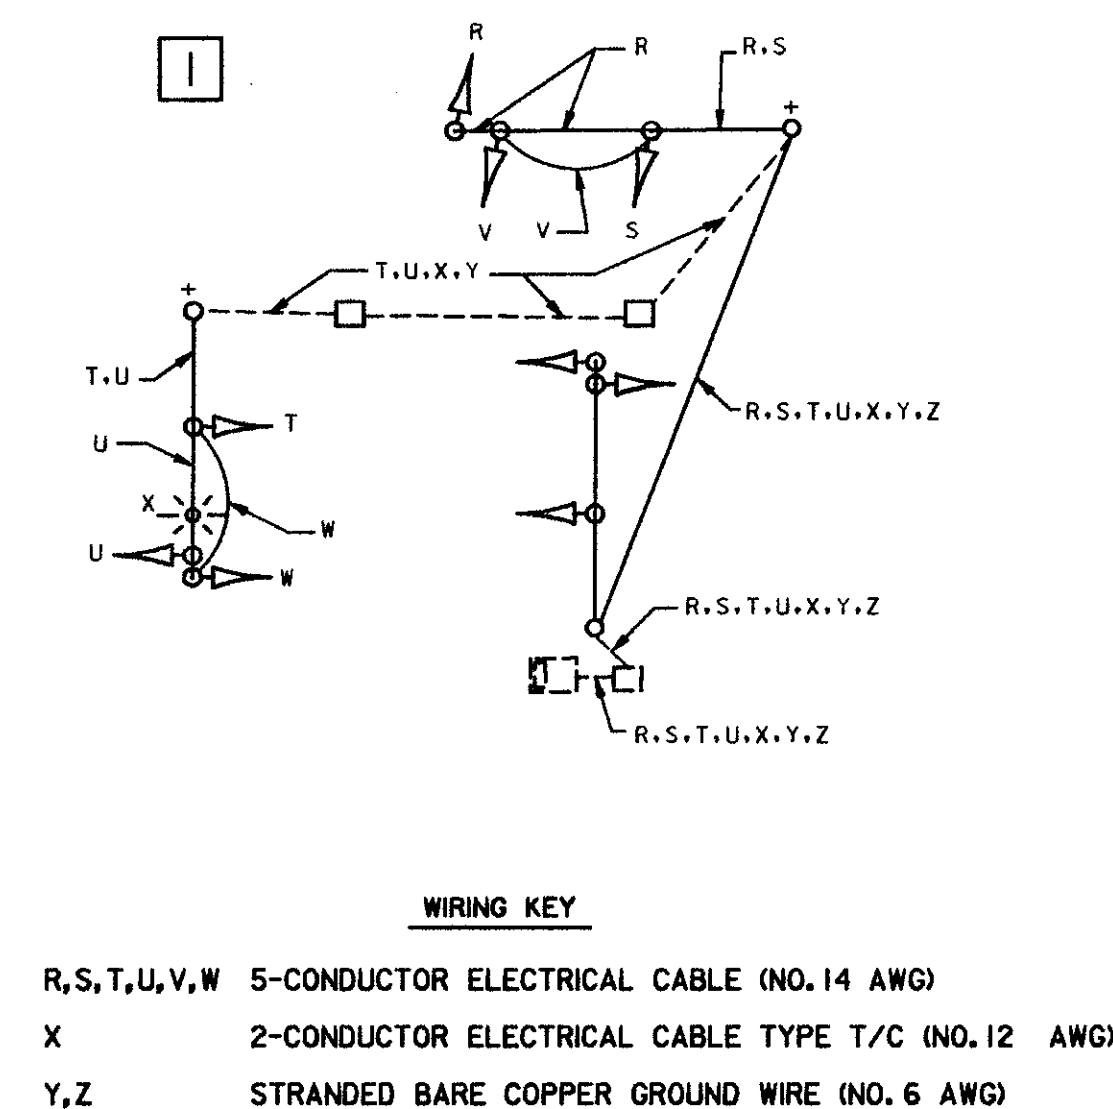 R
R
R,S
|
+
V
V
S
T,U,X,Y
+
T,U
R,S,T,U,X,Y,Z
T
U
X
W
U
W
R,S,T,U,X,Y,Z
R,S,T,U,X,Y,Z
WIRING KEY
R,S,T,U,V,W 5-CONDUCTOR ELECTRICAL CABLE (NO.14 AWG)
X 2-CONDUCTOR ELECTRICAL CABLE TYPE T/C (NO.12 AWG)
Y,Z STRANDED BARE COPPER GROUND WIRE (NO.6 AWG)